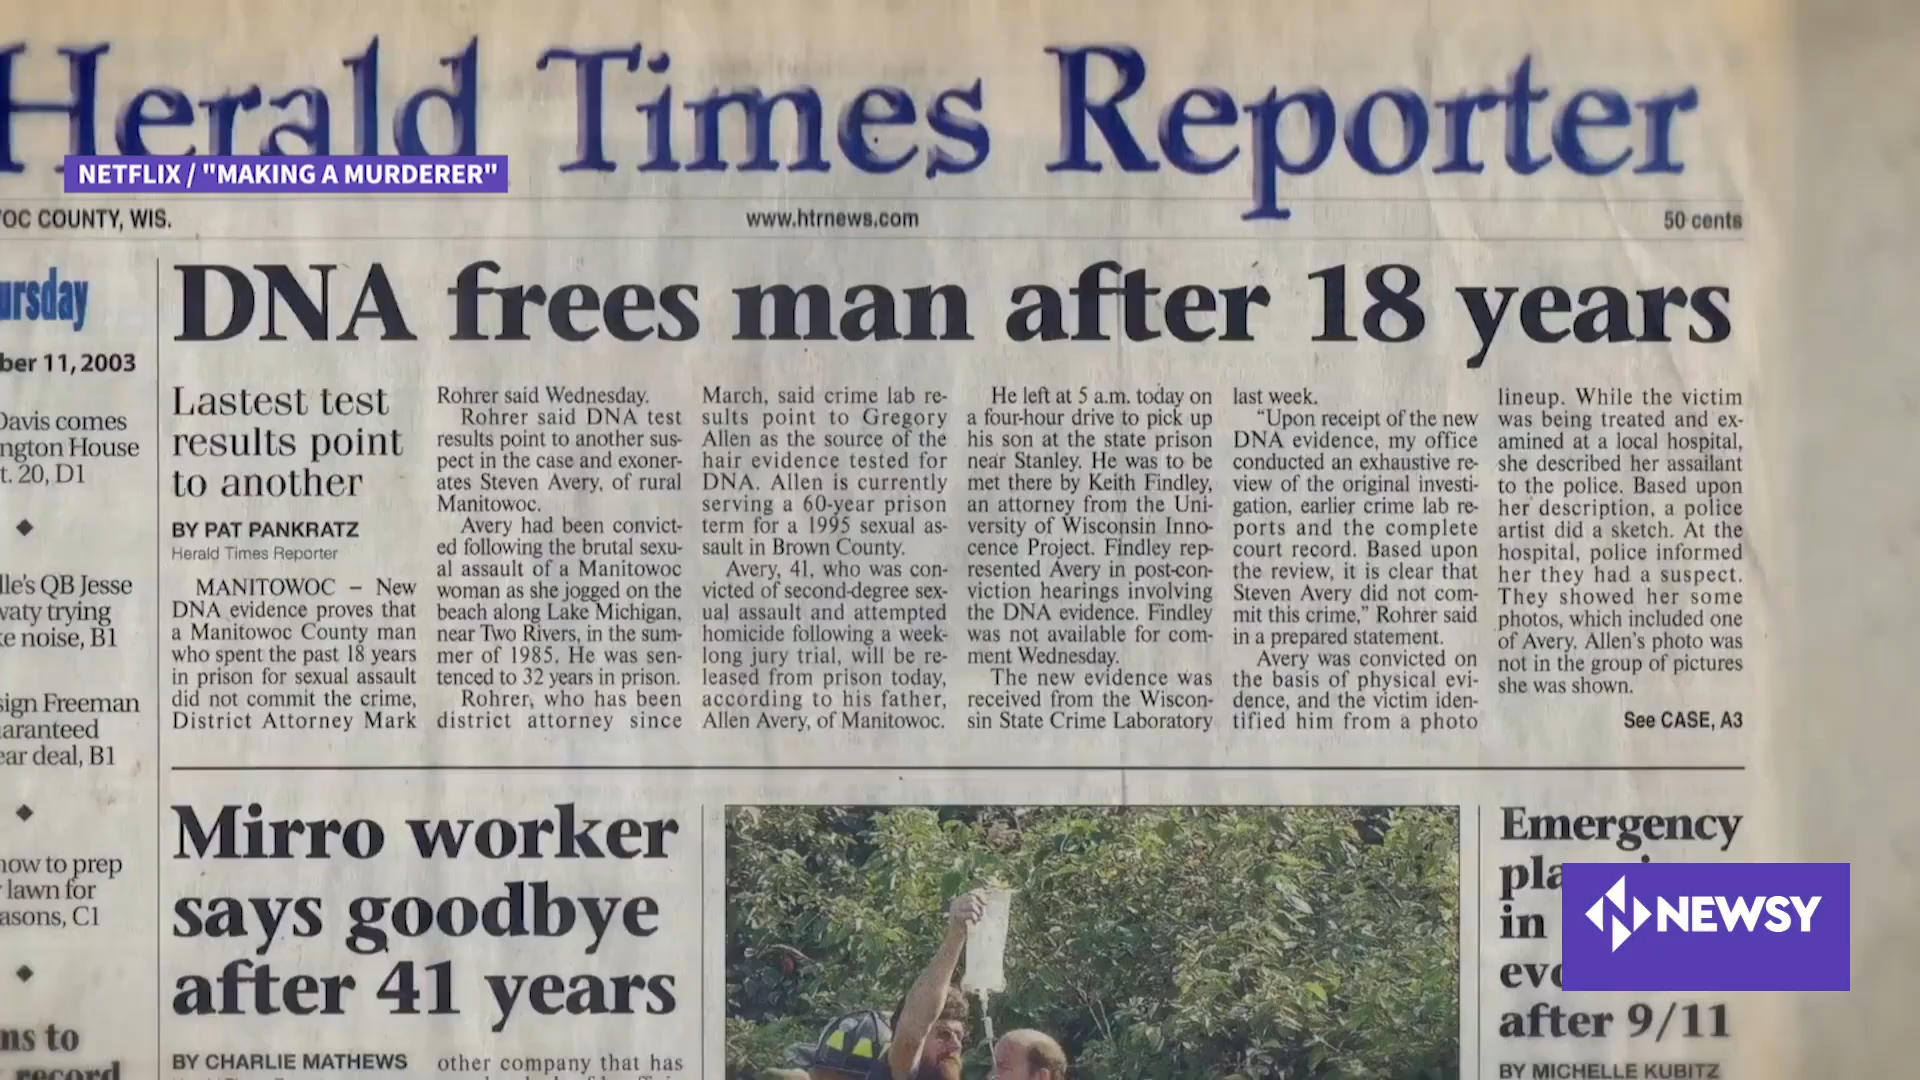 Herald Times Reporter
NETFLIX / "MAKING A MURDERER"
OC COUNTY, WIS.
www.htrnews.com
50 cents
ursday
ber 11, 2003
Davis comes
ngton House
t. 20, D1
lle's QB Jesse
vaty trying
ke noise, B1
sign Freeman
aranteed
ear deal, B1
how to prep
lawn for
asons, C1
ns to
record
DNA frees man after 18 years
Lastest test
results point
to another
BY PAT PANKRATZ
Herald Times Reporter
MANITOWOC – New
DNA evidence proves that
a Manitowoc County man
who spent the past 18 years
in prison for sexual assault
did not commit the crime,
District Attorney Mark
Rohrer said Wednesday.
Rohrer said DNA test
results point to another sus-
pect in the case and exoner-
ates Steven Avery, of rural
Manitowoc.
Avery had been convict-
ed following the brutal sexu-
al assault of a Manitowoc
woman as she jogged on the
beach along Lake Michigan,
near Two Rivers, in the sum-
mer of 1985. He was sen-
tenced to 32 years in prison.
Rohrer, who has been
district attorney since
March, said crime lab re-
sults point to Gregory
Allen as the source of the
hair evidence tested for
DNA. Allen is currently
serving a 60-year prison
term for a 1995 sexual as-
sault in Brown County.
Avery, 41, who was con-
victed of second-degree sex-
ual assault and attempted
homicide following a week-
long jury trial, will be re-
leased from prison today,
according to his father,
Allen Avery, of Manitowoc.
He left at 5 a.m. today on
a four-hour drive to pick up
his son at the state prison
near Stanley. He was to be
met there by Keith Findley,
an attorney from the Uni-
versity of Wisconsin Inno-
cence Project. Findley rep-
resented Avery in post-con-
viction hearings involving
the DNA evidence. Findley
was not available for com-
ment Wednesday.
The new evidence was
received from the Wiscon-
sin State Crime Laboratory
last week.
“Upon receipt of the new
DNA evidence, my office
conducted an exhaustive re-
view of the original investi-
gation, earlier crime lab re-
ports and the complete
court record. Based upon
the review, it is clear that
Steven Avery did not com-
mit this crime,” Rohrer said
in a prepared statement.
Avery was convicted on
the basis of physical evi-
dence, and the victim iden-
tified him from a photo
lineup. While the victim
was being treated and ex-
amined at a local hospital,
she described her assailant
to the police. Based upon
her description, a police
artist did a sketch. At the
hospital, police informed
her they had a suspect.
They showed her some
photos, which included one
of Avery. Allen's photo was
not in the group of pictures
she was shown.
See CASE, A3
Mirro worker
says goodbye
after 41 years
BY CHARLIE MATHEWS
other company that has
Emergency
in
after 9/11
BY MICHELLE KUBITZ
NEWSY